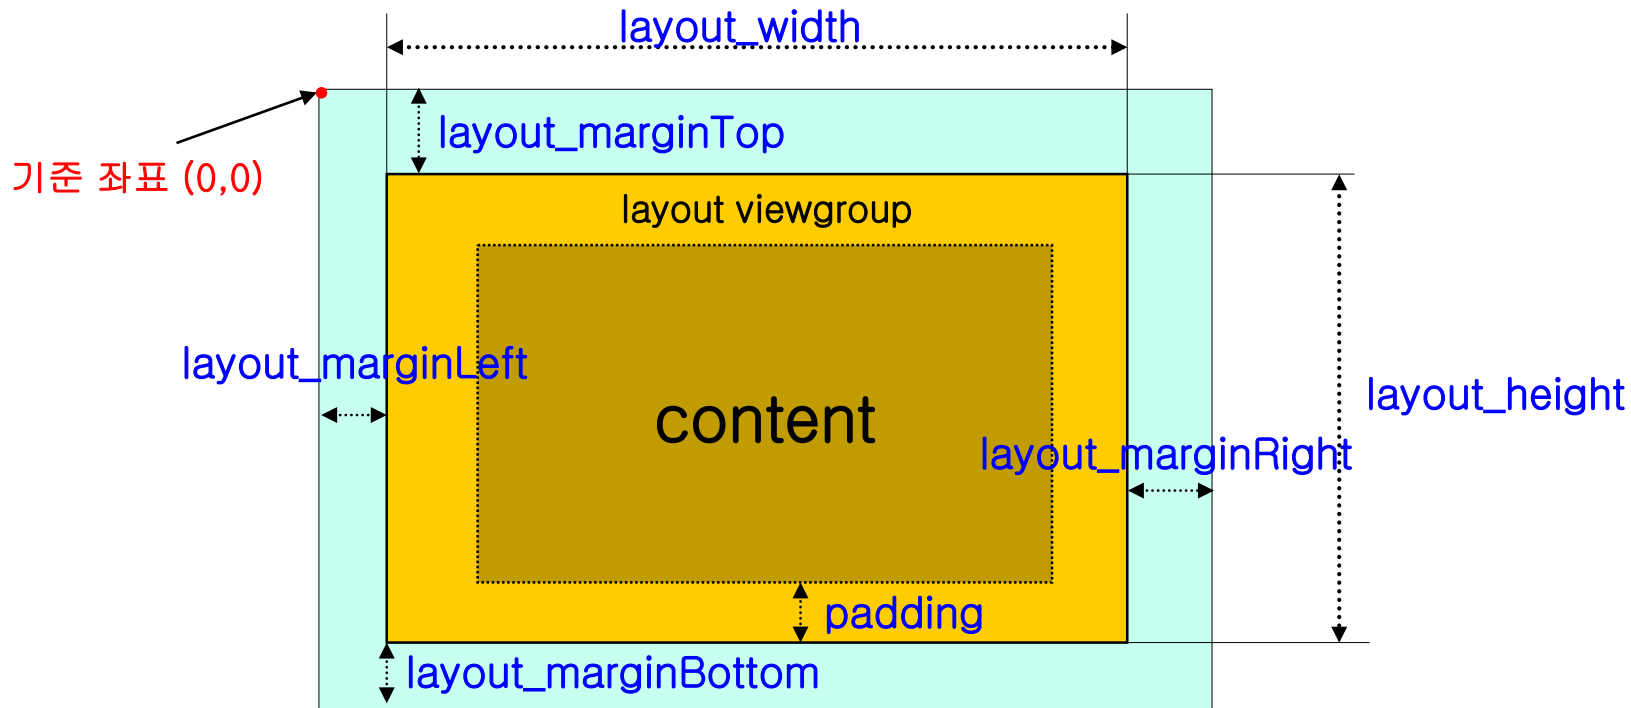 layout_width
layout_marginTop
기준 좌표 (0,0)
layout viewgroup
layout_marginLeft
layout_height
content
layout_marginRight
padding
layout_marginBottom